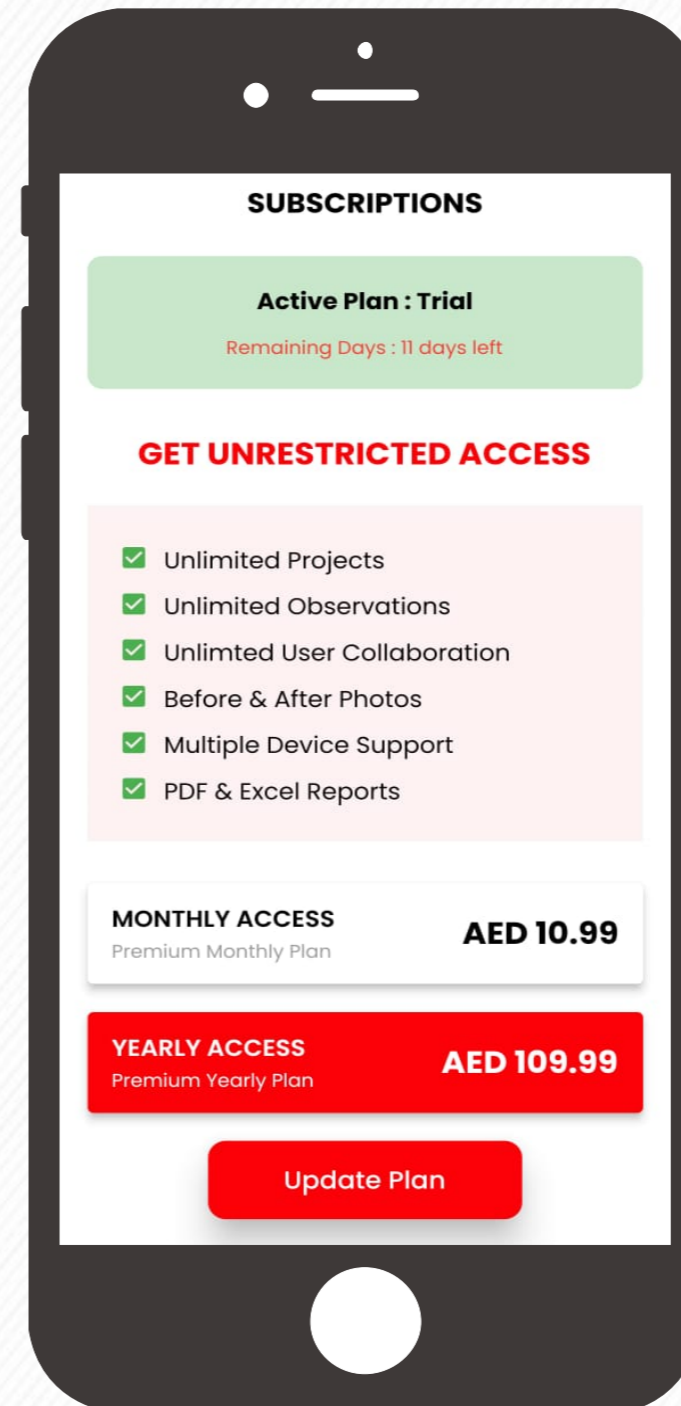 SUBSCRIPTIONS
Active Plan : Trial
Remaining Days : 11 days left
GET UNRESTRICTED ACCESS
Unlimited Projects
Unlimited Observations
Unlimted User Collaboration
Before & After Photos
Multiple Device Support
PDF & Excel Reports
MONTHLY ACCESS
AED 10.99
Premium Monthly Plan
YEARLY ACCESS
AED 109.99
Premium Yearly Plan
Update Plan